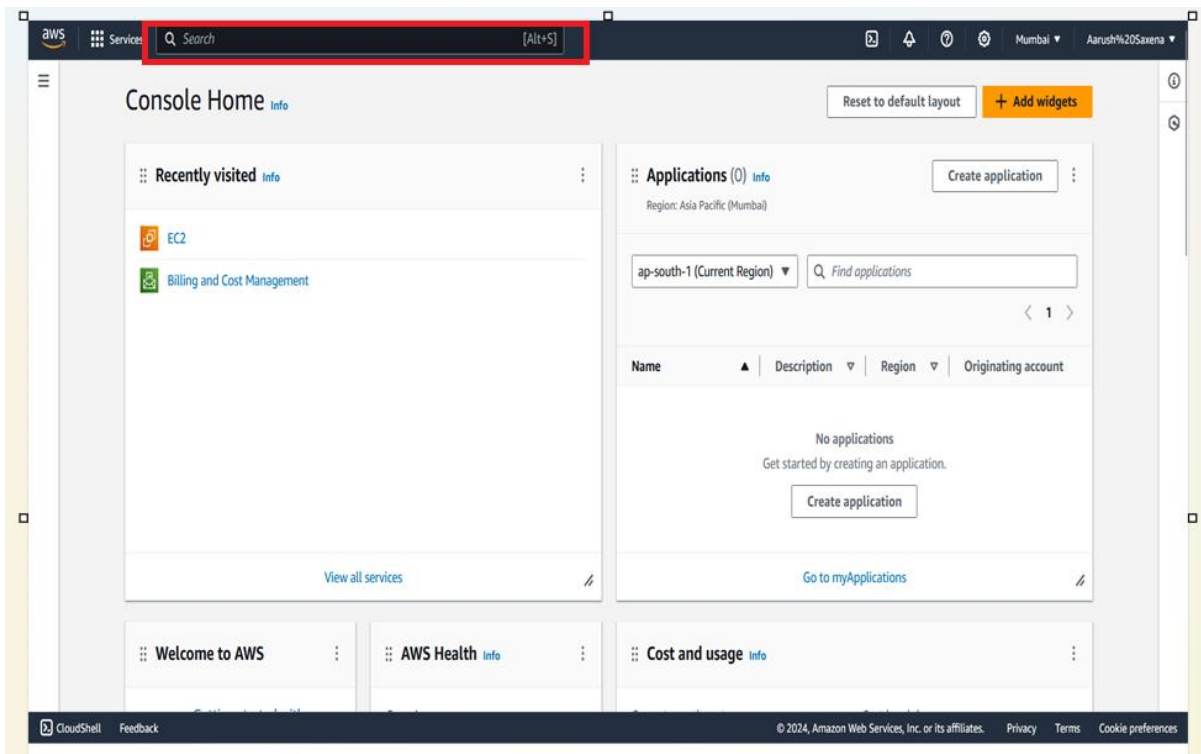 aws Services Search [Alt+S] Mumbai ▼ Aarush%20Saxena ▼
Console Home Info
Reset to default layout + Add widgets
Recently visited Info
EC2
Billing and Cost Management
View all services
Applications (0) Info Create application
Region: Asia Pacific (Mumbai)
ap-south-1 (Current Region) ▼ Find applications
1
Name ▲ Description ▽ Region ▽ Originating account
No applications
Get started by creating an application.
Create application
Go to myApplications
Welcome to AWS
AWS Health Info
Cost and usage Info
CloudShell Feedback © 2024, Amazon Web Services, Inc. or its affiliates. Privacy Terms Cookie preferences